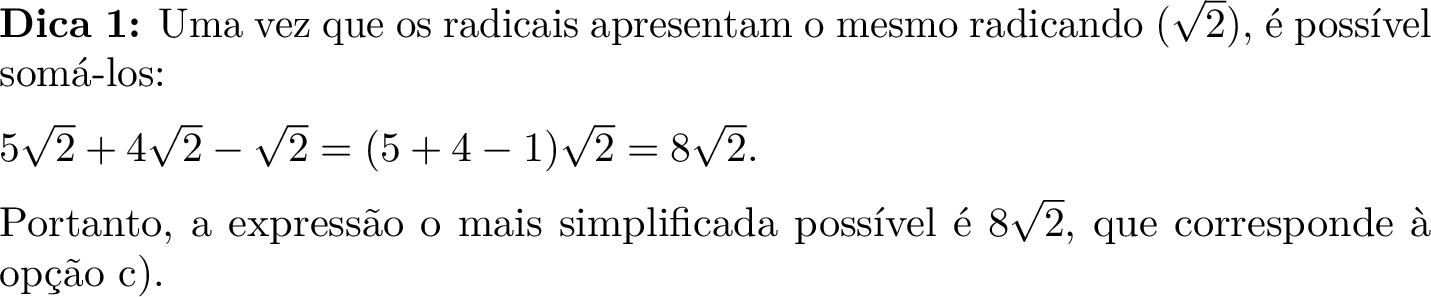 Dica 1: Uma vez que os radicais apresentam o mesmo radicando (√2), é possível
somá-los:
5√2 + 4√2 − √2 = (5 + 4 − 1)√2 = 8√2.
Portanto, a expressão o mais simplificada possível é 8√2, que corresponde à
opção c).